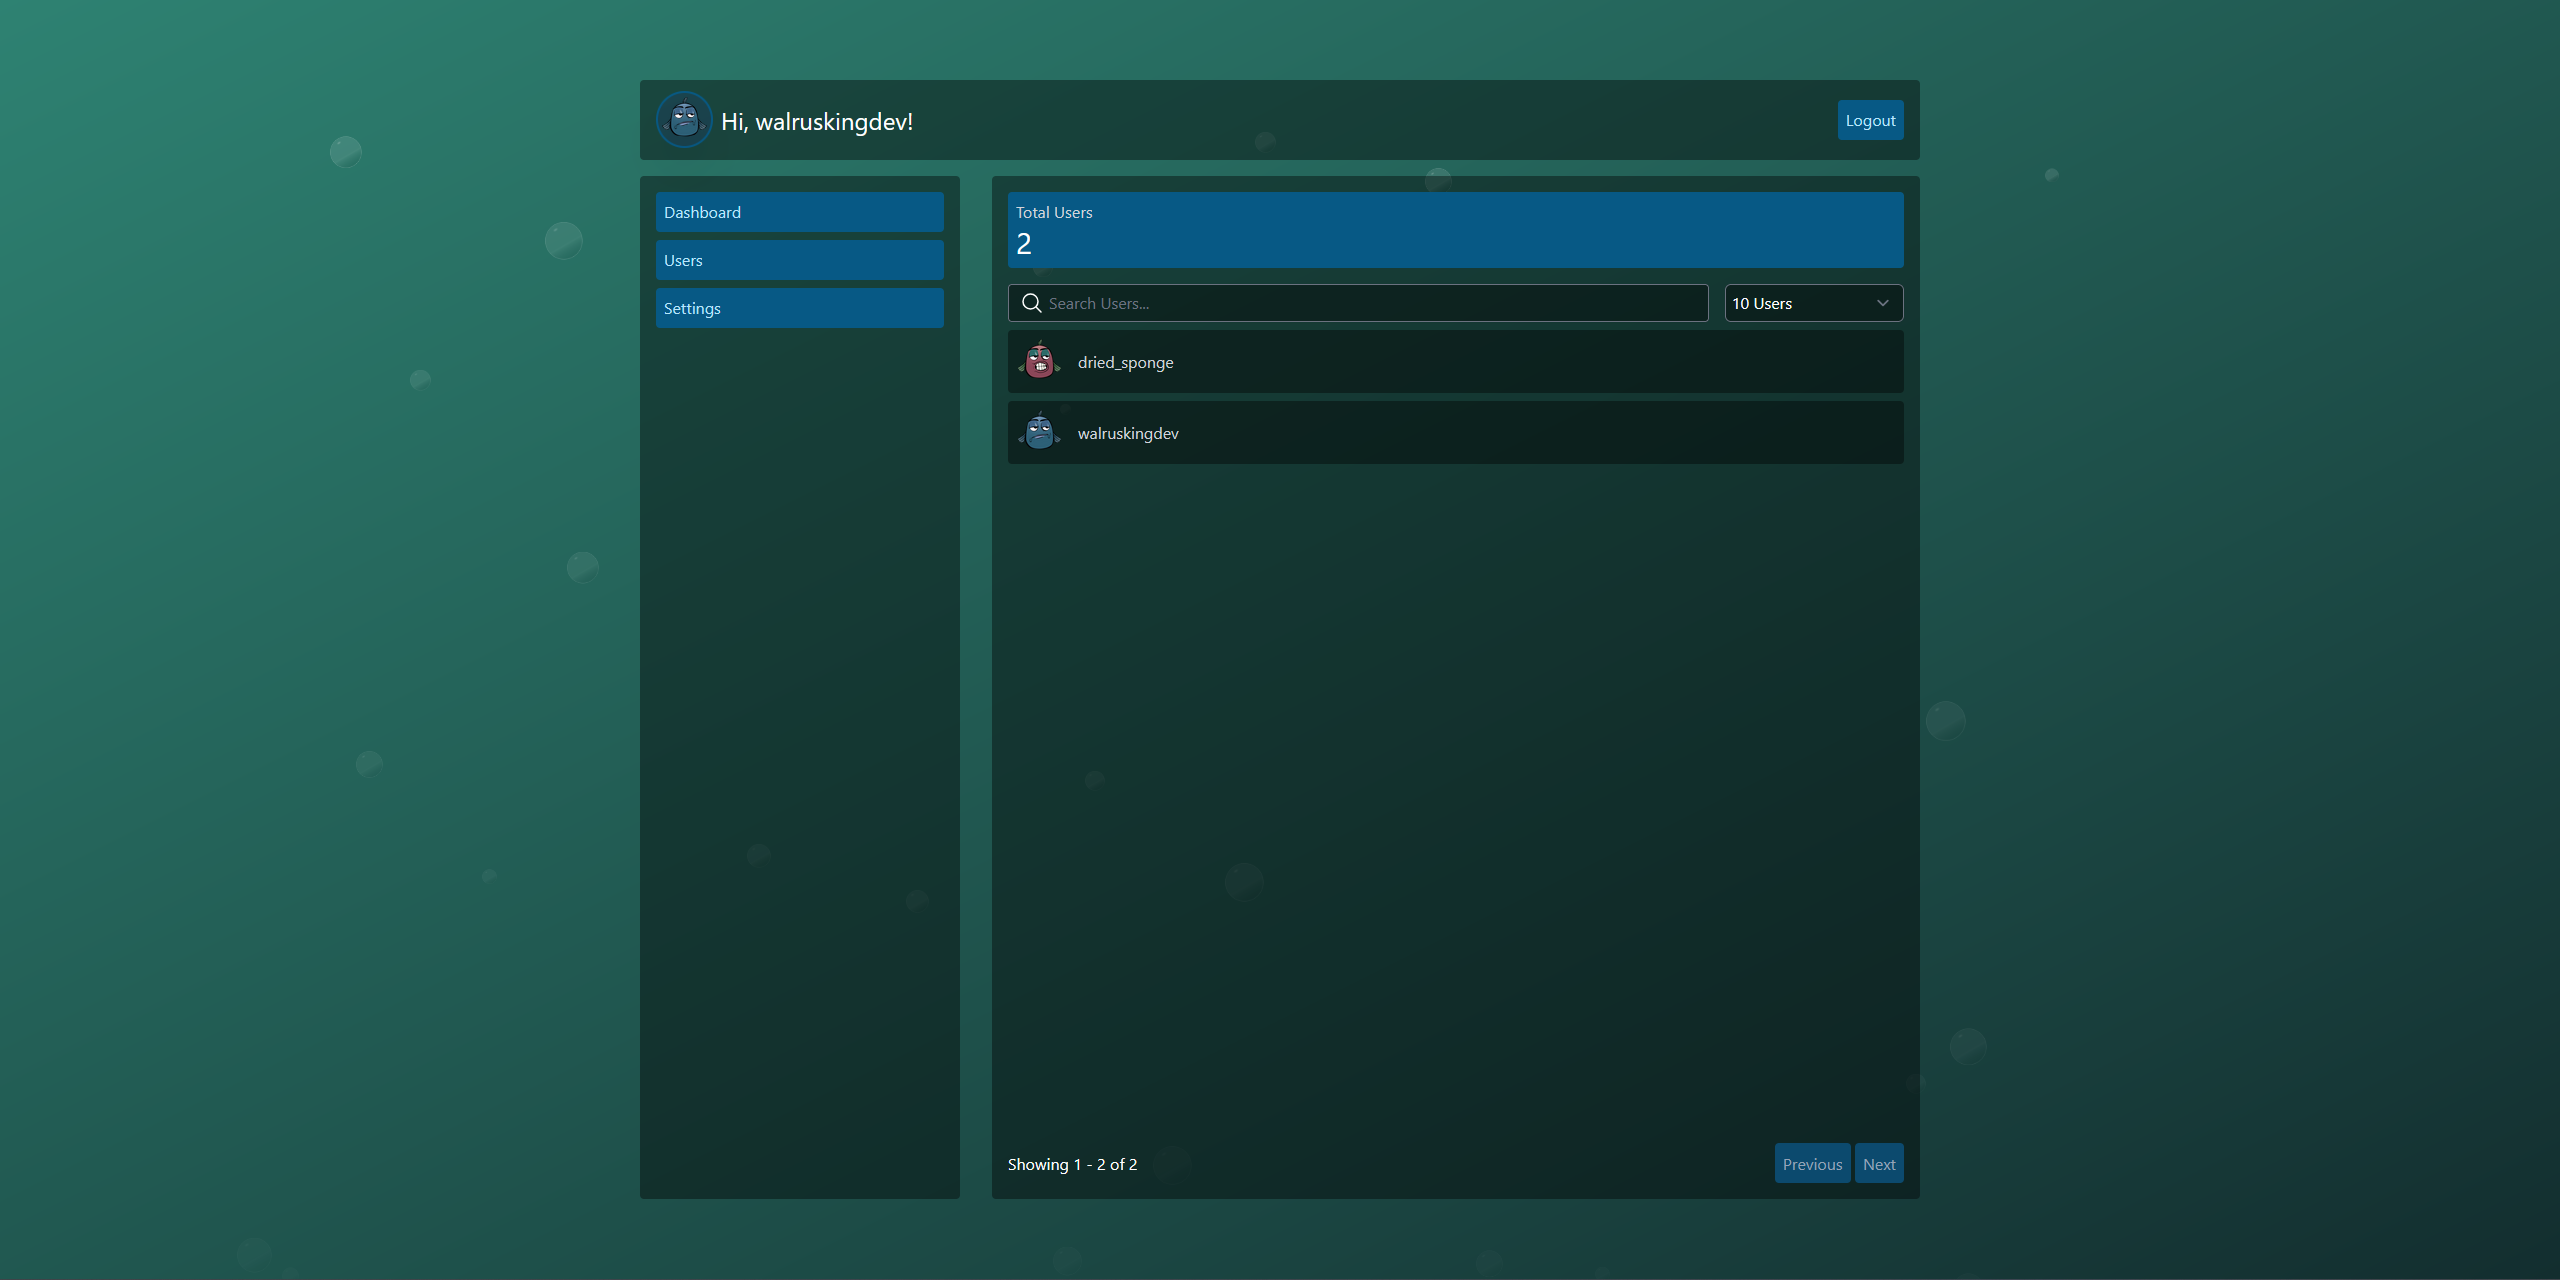 Hi, walruskingdev!
Logout
Dashboard
Users
Settings
Total Users
2
Search Users...
10 Users
dried_sponge
walruskingdev
Showing 1 - 2 of 2
Previous
Next